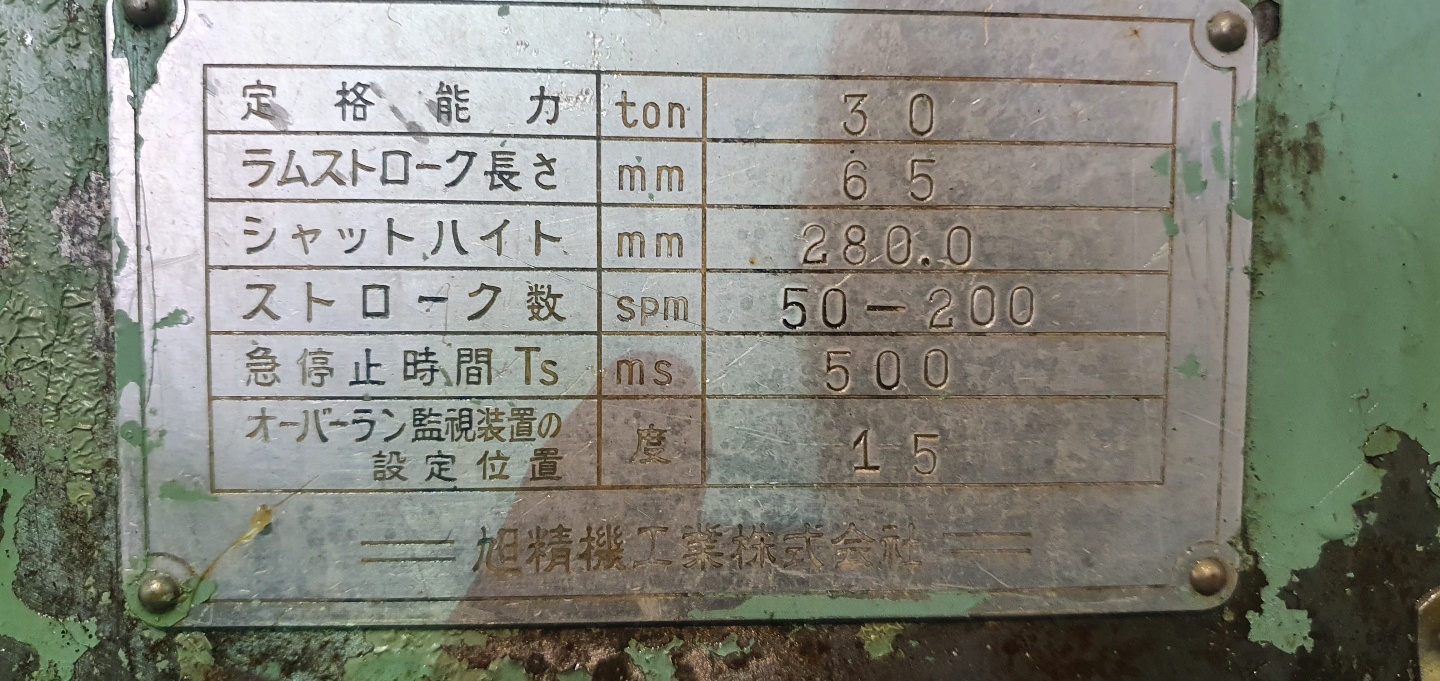 定格能力 ton 30
ラムストローク長さ mm 65
シャットハイト mm 280.0
ストローク数 spm 50-200
急停止時間Ts ms 500
オーバーラン監視装置の
設定位置 度 15
旭精機工業株式会社